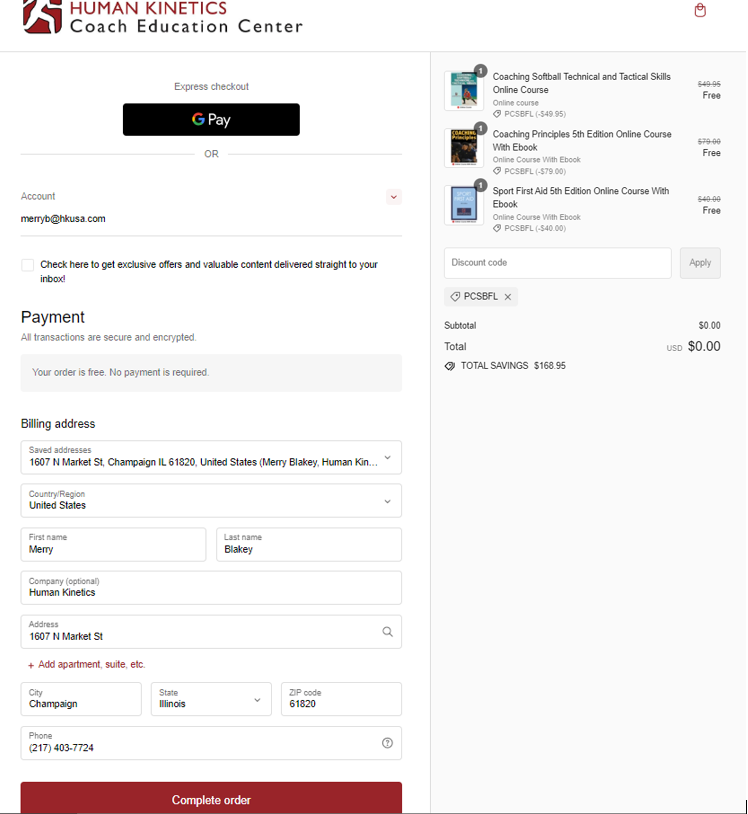 HUMAN KINETICS
Coach Education Center
Express checkout
G Pay
OR
Account
merryb@hkusa.com
Check here to get exclusive offers and valuable content delivered straight to your
inbox!
Payment
All transactions are secure and encrypted.
Your order is free. No payment is required.
Billing address
Saved addresses
1607 N Market St, Champaign IL 61820, United States (Merry Blakey, Human Kin...
Country/Region
United States
First name
Merry
Last name
Blakey
Company (optional)
Human Kinetics
Address
1607 N Market St
+ Add apartment, suite, etc.
City
Champaign
State
Illinois
ZIP code
61820
Phone
(217) 403-7724
Complete order
1
Coaching Softball Technical and Tactical Skills
Online Course
Online course
PCSBFL (-$49.95)
$49.95
Free
1
COACHING
Principles
Coaching Principles 5th Edition Online Course
With Ebook
Online Course With Ebook
PCSBFL (-$79.00)
$79.00
Free
1
SPORT
FIRST AID
Sport First Aid 5th Edition Online Course With
Ebook
Online Course With Ebook
PCSBFL (-$40.00)
$40.00
Free
Discount code
Apply
PCSBFL
Subtotal
$0.00
Total
USD $0.00
TOTAL SAVINGS $168.95